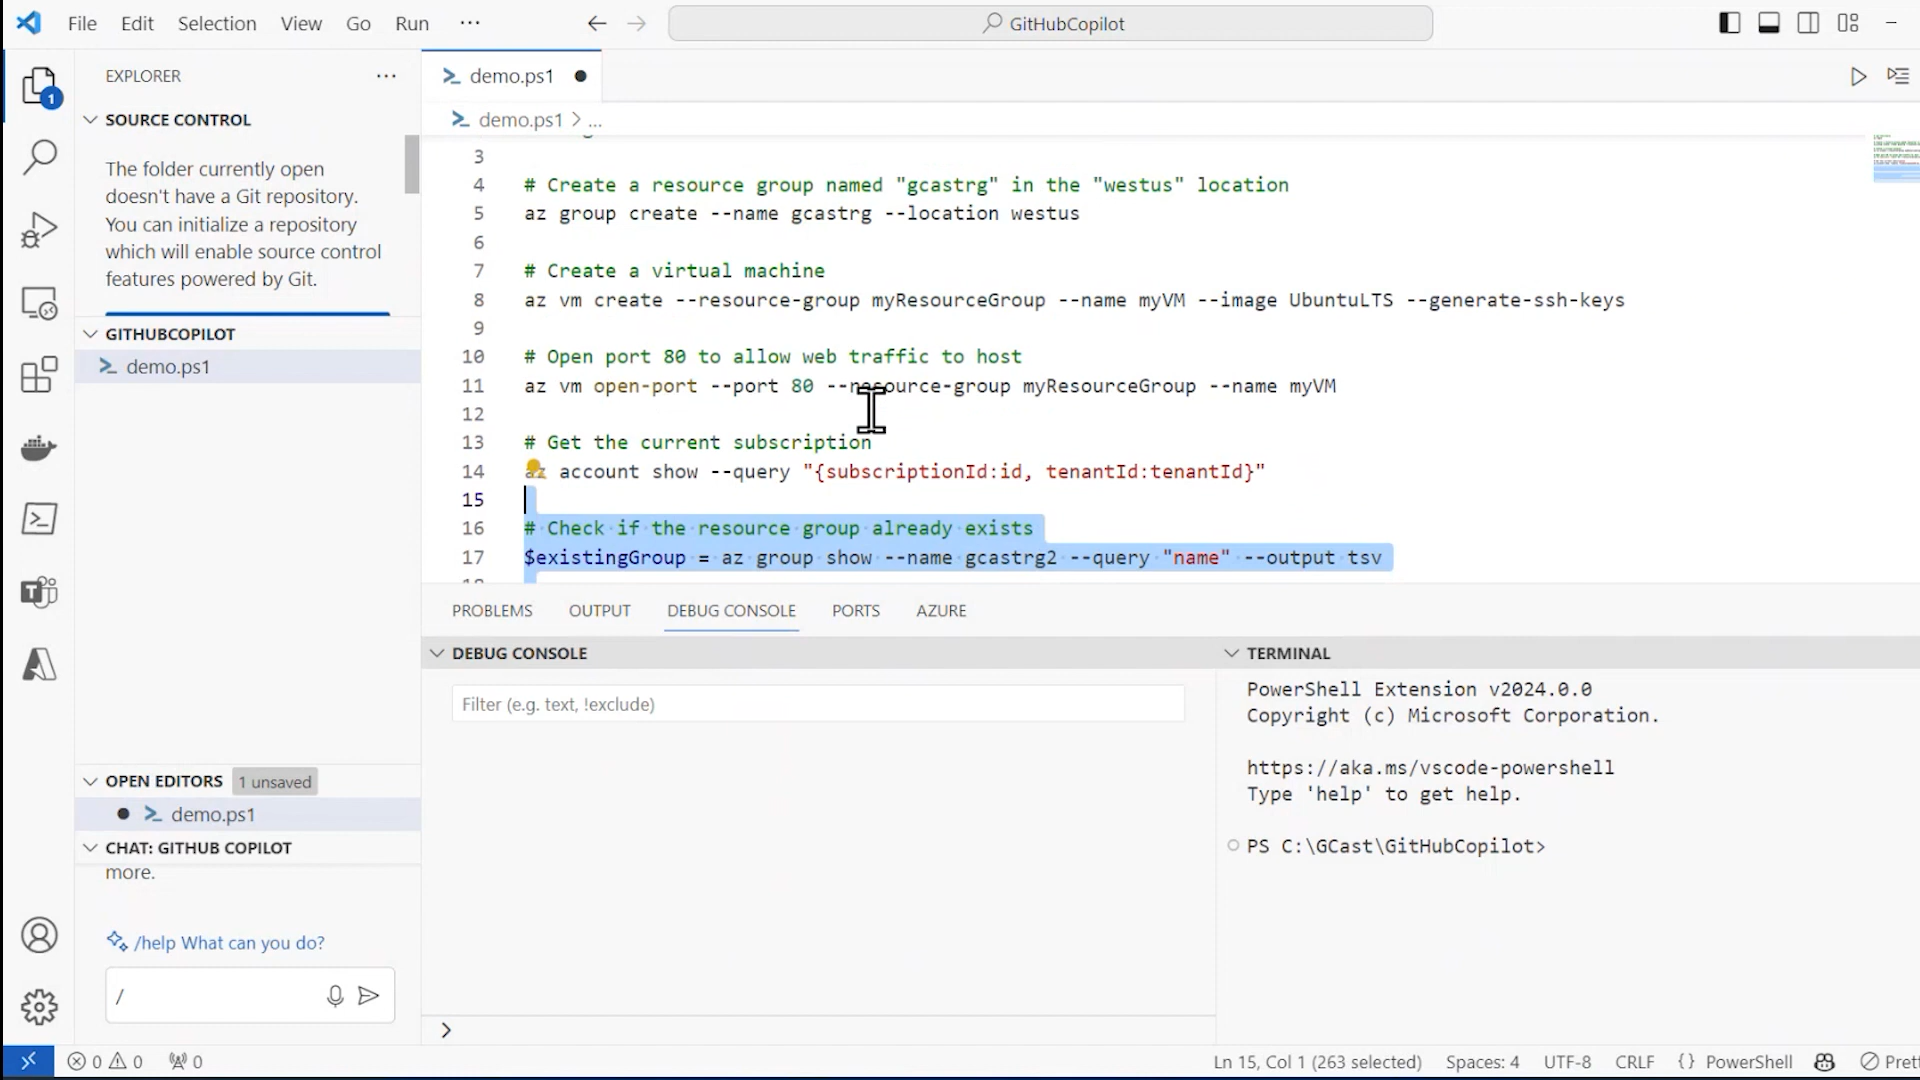 File Edit Selection View Go Run ··· GitHubCopilot
EXPLORER ···
SOURCE CONTROL
The folder currently open
doesn't have a Git repository.
You can initialize a repository
which will enable source control
features powered by Git.
GITHUBCOPILOT
demo.ps1
OPEN EDITORS 1 unsaved
demo.ps1
CHAT: GITHUB COPILOT
more.
/help What can you do?
/
demo.ps1
demo.ps1 > ...
3
4 # Create a resource group named "gcastrg" in the "westus" location
5 az group create --name gcastrg --location westus
6
7 # Create a virtual machine
8 az vm create --resource-group myResourceGroup --name myVM --image UbuntuLTS --generate-ssh-keys
9
10 # Open port 80 to allow web traffic to host
11 az vm open-port --port 80 --resource-group myResourceGroup --name myVM
12
13 # Get the current subscription
14 az account show --query "{subscriptionId:id, tenantId:tenantId}"
15
16 # Check if the resource group already exists
17 $existingGroup = az group show --name gcastrg2 --query "name" --output tsv
PROBLEMS OUTPUT DEBUG CONSOLE PORTS AZURE
DEBUG CONSOLE
Filter (e.g. text, !exclude)
TERMINAL
PowerShell Extension v2024.0.0
Copyright (c) Microsoft Corporation.
https://aka.ms/vscode-powershell
Type 'help' to get help.
PS C:\GCast\GitHubCopilot>
0 0 0 Ln 15, Col 1 (263 selected) Spaces: 4 UTF-8 CRLF {} PowerShell Prett
1